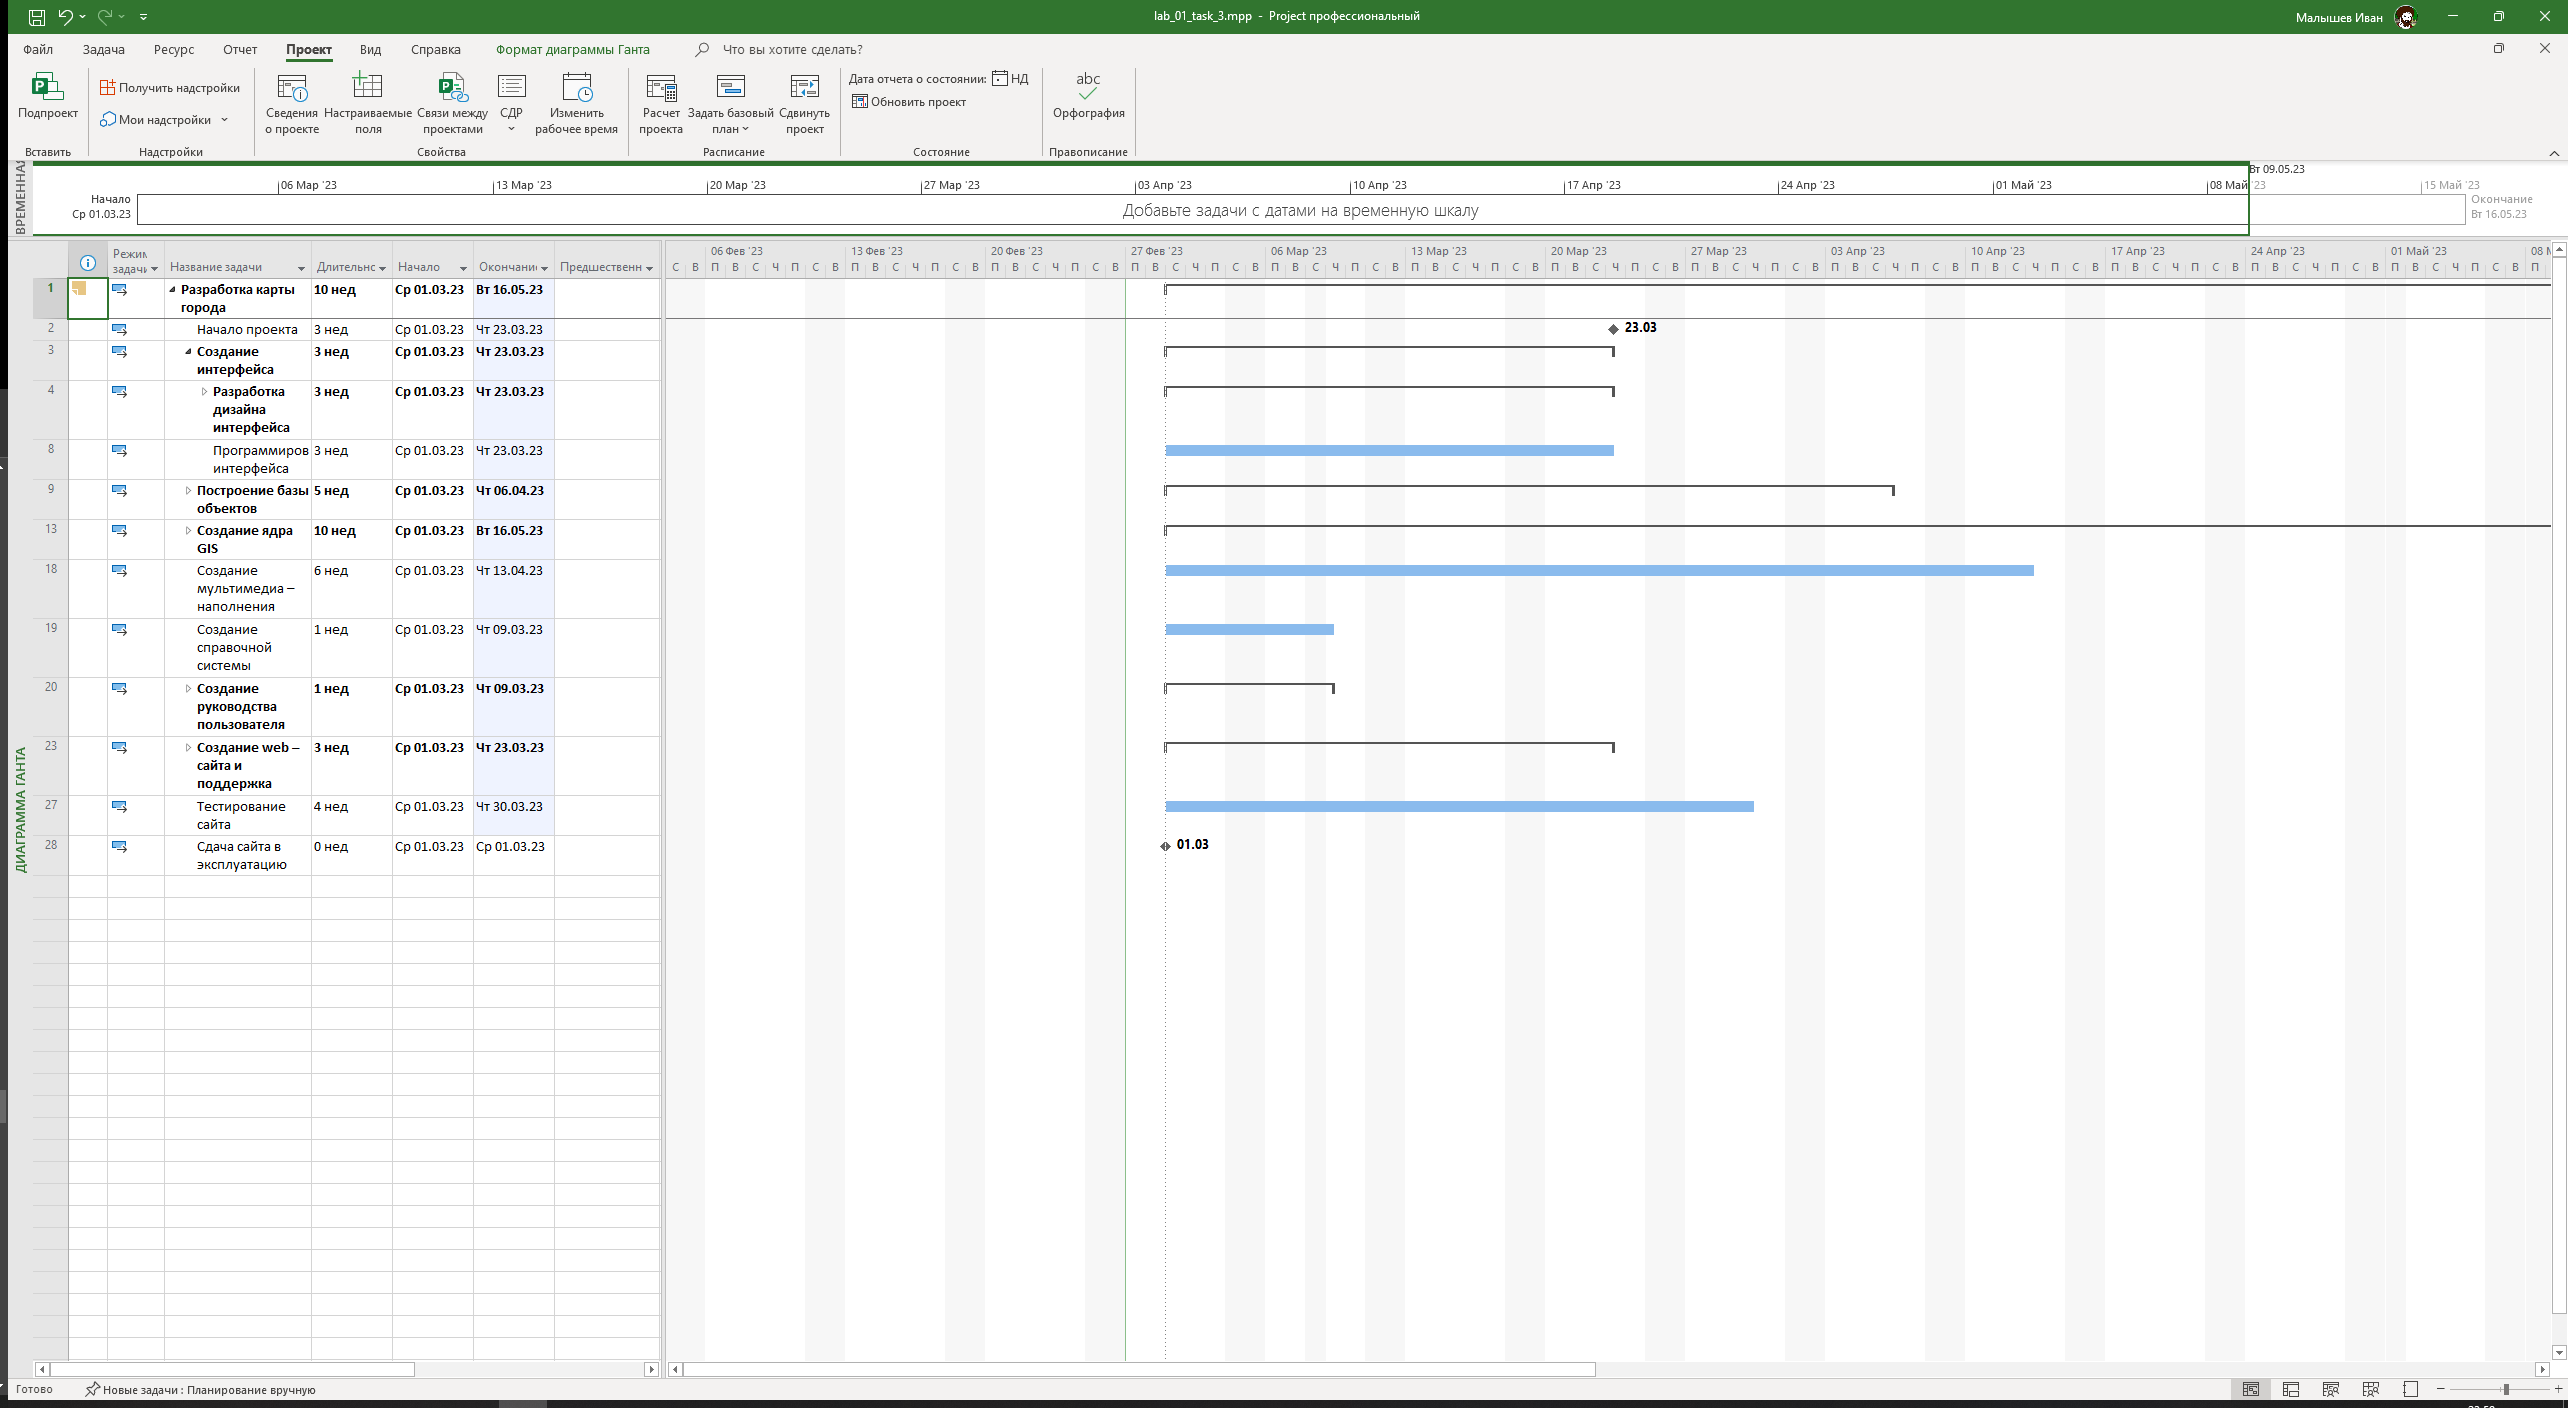 lab_01_task_3.mpp - Project профессиональный
Малышев Иван
Файл Задача Ресурс Отчет Проект Вид Справка Формат диаграммы Ганта Что вы хотите сделать?
Подпроект
Вставить
Получить надстройки
Мои надстройки
Надстройки
Сведения о проекте
Настраиваемые поля
Связи между проектами
СДР
Изменить рабочее время
Свойства
Расчет проекта
Задать базовый план
Сдвинуть проект
Расписание
Дата отчета о состоянии: НД
Обновить проект
Состояние
abc
Орфография
Правописание
ВРЕМЕННАЯ
Вт 09.05.23
06 Мар '23 13 Мар '23 20 Мар '23 27 Мар '23 03 Апр '23 10 Апр '23 17 Апр '23 24 Апр '23 01 Май '23 08 Май '23 15 Май '23
Начало
Ср 01.03.23
Добавьте задачи с датами на временную шкалу
Окончание
Вт 16.05.23
Режим задачи Название задачи Длительнс Начало Окончани Предшественн
06 Фев '23 13 Фев '23 20 Фев '23 27 Фев '23 06 Мар '23 13 Мар '23 20 Мар '23 27 Мар '23 03 Апр '23 10 Апр '23 17 Апр '23 24 Апр '23 01 Май '23 08
С В П В С Ч П С В П В С Ч П С В П В С Ч П С В П В С Ч П С В П В С Ч П С В П В С Ч П С В П В С Ч П С В П В С Ч П С В П В С Ч П С В П В С Ч П С В П В С Ч П С В П В С Ч П С В П В С Ч П С В П
1 Разработка карты города 10 нед Ср 01.03.23 Вт 16.05.23
2 Начало проекта 3 нед Ср 01.03.23 Чт 23.03.23
23.03
3 Создание интерфейса 3 нед Ср 01.03.23 Чт 23.03.23
4 Разработка дизайна интерфейса 3 нед Ср 01.03.23 Чт 23.03.23
8 Программиров интерфейса 3 нед Ср 01.03.23 Чт 23.03.23
9 Построение базы объектов 5 нед Ср 01.03.23 Чт 06.04.23
13 Создание ядра GIS 10 нед Ср 01.03.23 Вт 16.05.23
18 Создание мультимедиа – наполнения 6 нед Ср 01.03.23 Чт 13.04.23
19 Создание справочной системы 1 нед Ср 01.03.23 Чт 09.03.23
20 Создание руководства пользователя 1 нед Ср 01.03.23 Чт 09.03.23
23 Создание web – сайта и поддержка 3 нед Ср 01.03.23 Чт 23.03.23
27 Тестирование сайта 4 нед Ср 01.03.23 Чт 30.03.23
28 Сдача сайта в эксплуатацию 0 нед Ср 01.03.23 Ср 01.03.23
01.03
ДИАГРАММА ГАНТА
Готово Новые задачи : Планирование вручную